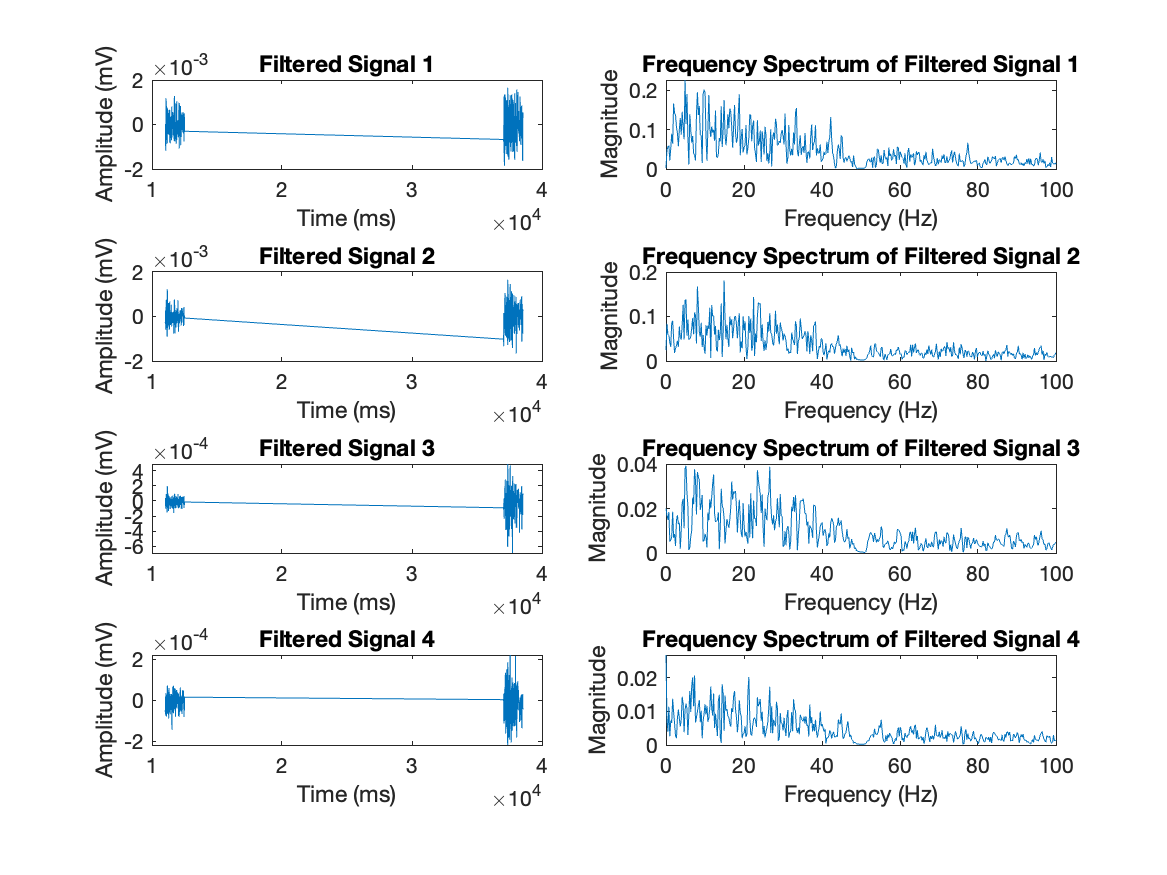 Filtered Signal 1
×10-3
Amplitude (mV)
2
0
-2
1 2 3 4
Time (ms)
×104
Frequency Spectrum of Filtered Signal 1
Magnitude
0.2
0.1
0
0 20 40 60 80 100
Frequency (Hz)
Filtered Signal 2
×10-3
Amplitude (mV)
2
0
-2
1 2 3 4
Time (ms)
×104
Frequency Spectrum of Filtered Signal 2
Magnitude
0.2
0.1
0
0 20 40 60 80 100
Frequency (Hz)
Filtered Signal 3
×10-4
Amplitude (mV)
4
2
0
-2
-4
-6
1 2 3 4
Time (ms)
×104
Frequency Spectrum of Filtered Signal 3
Magnitude
0.04
0.02
0
0 20 40 60 80 100
Frequency (Hz)
Filtered Signal 4
×10-4
Amplitude (mV)
2
0
-2
1 2 3 4
Time (ms)
×104
Frequency Spectrum of Filtered Signal 4
Magnitude
0.02
0.01
0
0 20 40 60 80 100
Frequency (Hz)